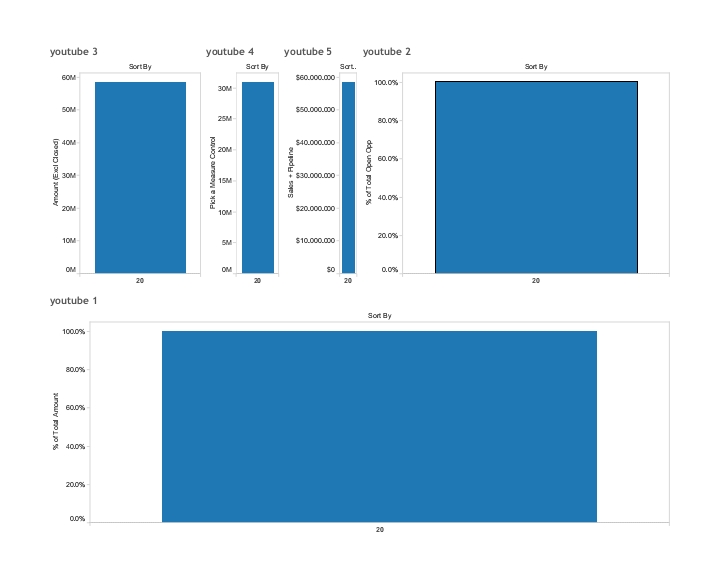 youtube 3
Sort By
Amount (Excl Closed)
60M
50M
40M
30M
20M
10M
0M
20
youtube 4
Sort By
Pick a Measure Control
30M
25M
20M
15M
10M
5M
0M
20
youtube 5
Sort..
Sales + Pipeline
$60,000,000
$50,000,000
$40,000,000
$30,000,000
$20,000,000
$10,000,000
$0
20
youtube 2
Sort By
% of Total Open Opp
100.0%
80.0%
60.0%
40.0%
20.0%
0.0%
20
youtube 1
Sort By
% of Total Amount
100.0%
80.0%
60.0%
40.0%
20.0%
0.0%
20